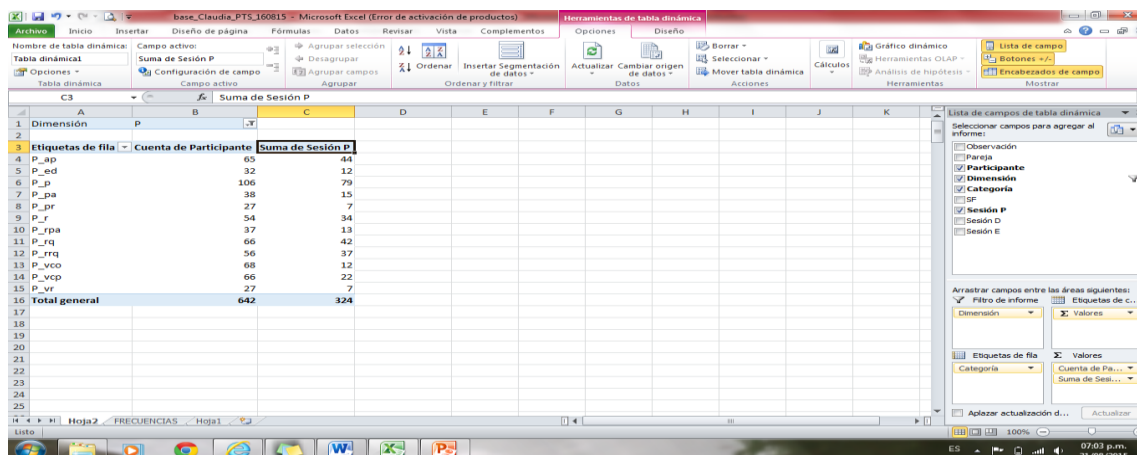 base_Claudia_PTS_160815 - Microsoft Excel (Error de activación de productos)
Herramientas de tabla dinámica
Archivo Inicio Insertar Diseño de página Fórmulas Datos Revisar Vista Complementos Opciones Diseño
Nombre de tabla dinámica: Campo activo: Agrupar selección Gráfico dinámico Lista de campo
Tabla dinámica1 Suma de Sesión P Desagrupar Ordenar Insertar Segmentación de datos Actualizar Cambiar origen de datos Borrar Seleccionar Mover tabla dinámica Cálculos Herramientas OLAP Botones +/-
Opciones Configuración de campo Agrupar campos Análisis de hipótesis Encabezados de campo
Tabla dinámica Campo activo Agrupar Ordenar y filtrar Datos Acciones Herramientas Mostrar
C3 fx Suma de Sesión P
A B C D E F G H I J K
1 Dimensión P
2
3 Etiquetas de fila Cuenta de Participante Suma de Sesión P
4 P_ap 65 44
5 P_ed 32 12
6 P_p 106 79
7 P_pa 38 15
8 P_pr 27 7
9 P_r 54 34
10 P_rpa 37 13
11 P_rq 66 42
12 P_rrq 56 37
13 P_vco 68 12
14 P_vcp 66 22
15 P_vr 27 7
16 Total general 642 324
17
18
19
20
21
22
23
24
25
Lista de campos de tabla dinámica
Seleccionar campos para agregar al
informe:
Observación
Pareja
Participante
Dimensión
Categoría
SF
Sesión P
Sesión D
Sesión E
Arrastrar campos entre las áreas siguientes:
Filtro de informe Etiquetas de c...
Dimensión Σ Valores
Etiquetas de fila Σ Valores
Categoría Cuenta de Pa...
Suma de Sesi...
Aplazar actualización d... Actualizar
Hoja2 FRECUENCIAS Hoja1
Listo 100%
ES 07:03 p.m.